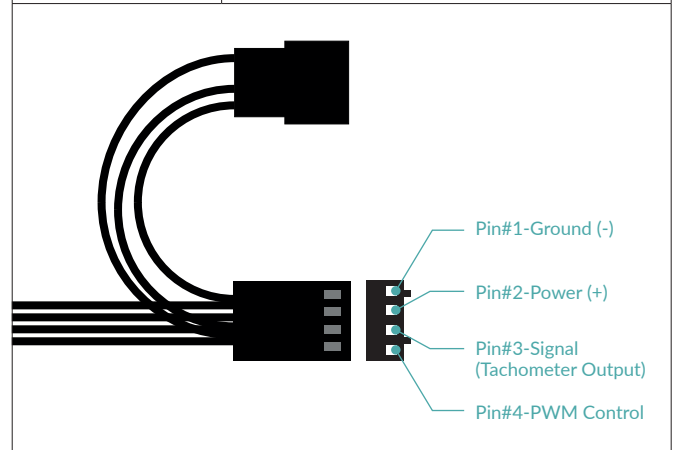 Pin#1-Ground (-)
Pin#2-Power (+)
Pin#3-Signal
(Tachometer Output)
Pin#4-PWM Control